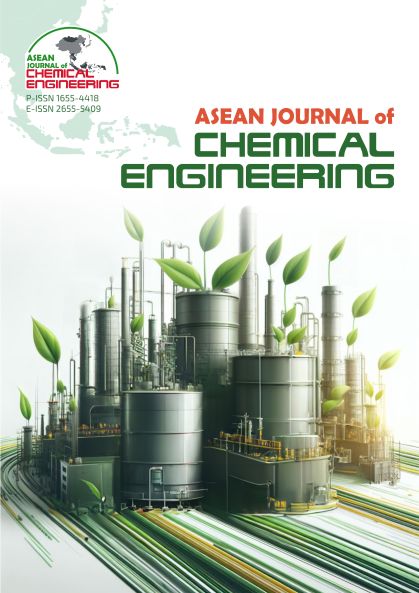 ASEAN
JOURNAL of
CHEMICAL
ENGINEERING
P-ISSN 1655-4418
E-ISSN 2655-5409
ASEAN JOURNAL of
CHEMICAL
ENGINEERING